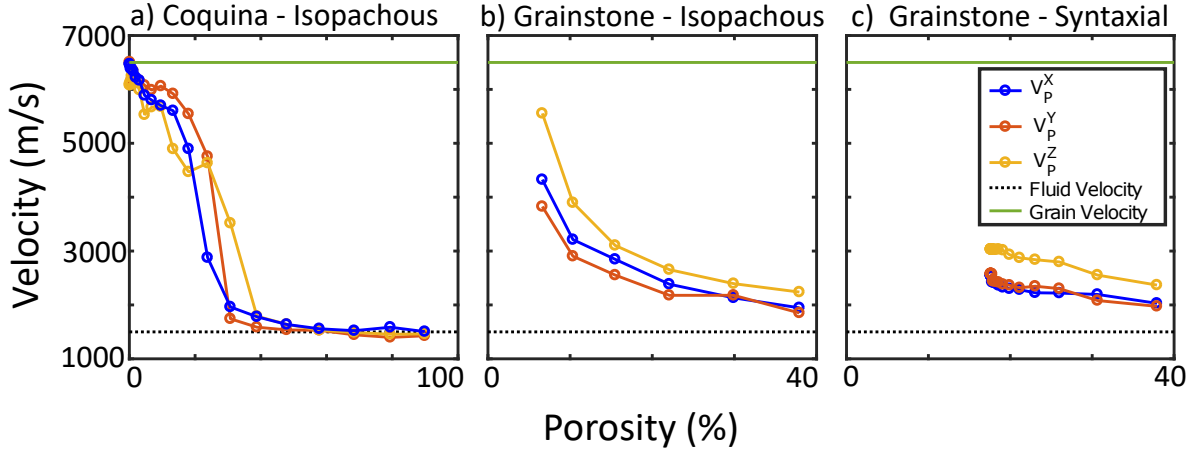 a) Coquina - Isopachous
b) Grainstone - Isopachous
c) Grainstone - Syntaxial
7000
5000
3000
1000
Velocity (m/s)
0
100
0
40
0
40
Porosity (%)
V_P^X
V_P^Y
V_P^Z
Fluid Velocity
Grain Velocity